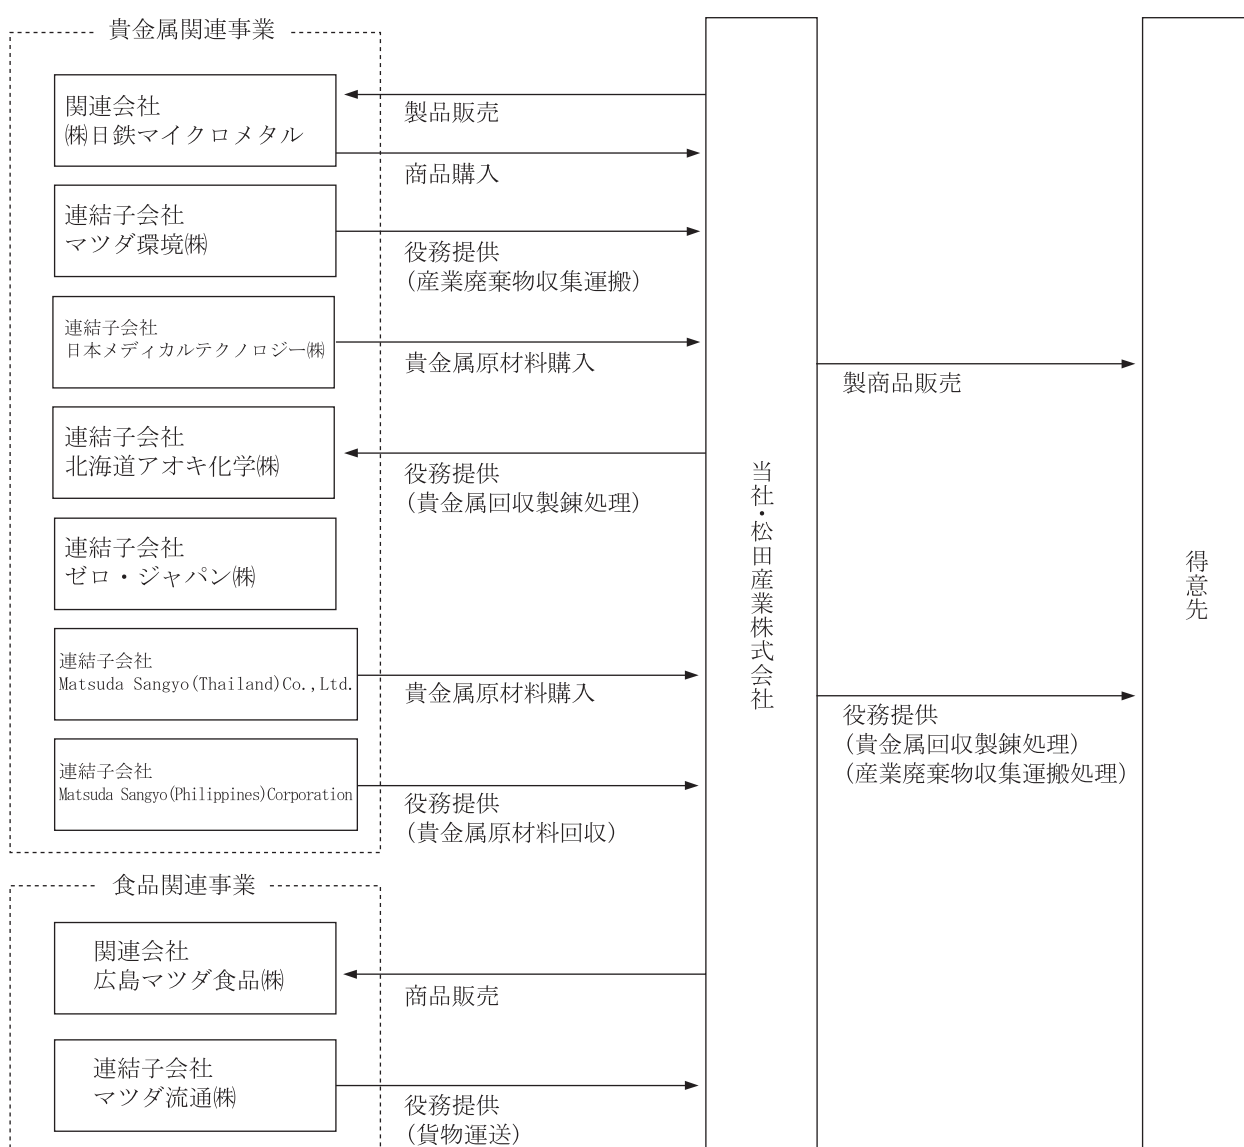 貴金属関連事業
関連会社
㈱日鉄マイクロメタル
製品販売
商品購入
連結子会社
マツダ環境㈱
役務提供
(産業廃棄物収集運搬)
連結子会社
日本メディカルテクノロジー㈱
貴金属原材料購入
連結子会社
北海道アオキ化学㈱
役務提供
(貴金属回収製錬処理)
連結子会社
ゼロ・ジャパン㈱
連結子会社
Matsuda Sangyo(Thailand)Co.,Ltd.
貴金属原材料購入
連結子会社
Matsuda Sangyo(Philippines)Corporation
役務提供
(貴金属原材料回収)
食品関連事業
関連会社
広島マツダ食品㈱
商品販売
連結子会社
マツダ流通㈱
役務提供
(貨物運送)
当社・松田産業株式会社
製商品販売
役務提供
(貴金属回収製錬処理)
(産業廃棄物収集運搬処理)
得意先